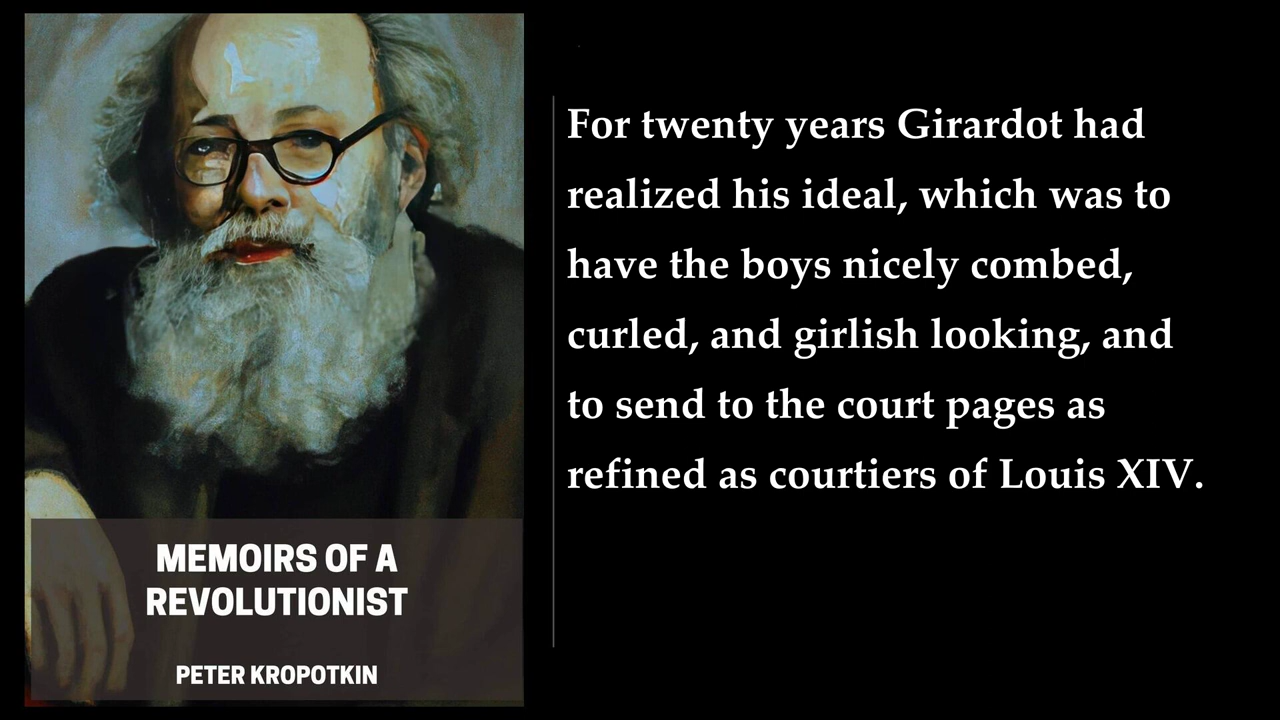 For twenty years Girardot had
realized his ideal, which was to
have the boys nicely combed,
curled, and girlish looking, and
to send to the court pages as
refined as courtiers of Louis XIV.
MEMOIRS OF A
REVOLUTIONIST
PETER KROPOTKIN